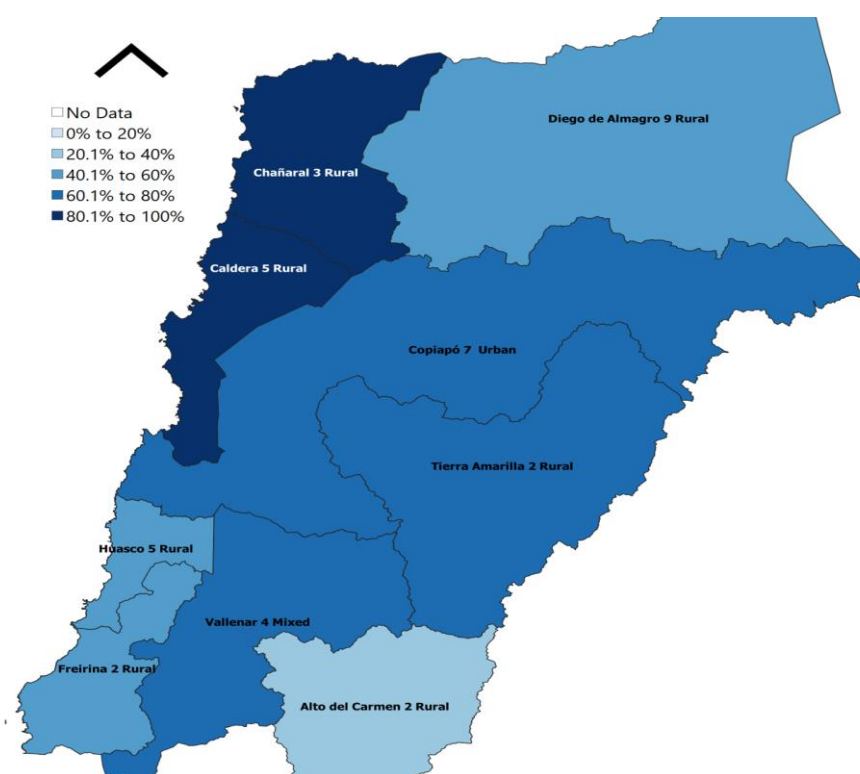 No Data
0% to 20%
20.1% to 40%
40.1% to 60%
60.1% to 80%
80.1% to 100%
Diego de Almagro 9 Rural
Chañaral 3 Rural
Caldera 5 Rural
Copiapó 7 Urban
Tierra Amarilla 2 Rural
Huasco 5 Rural
Vallenar 4 Mixed
Freirina 2 Rural
Alto del Carmen 2 Rural